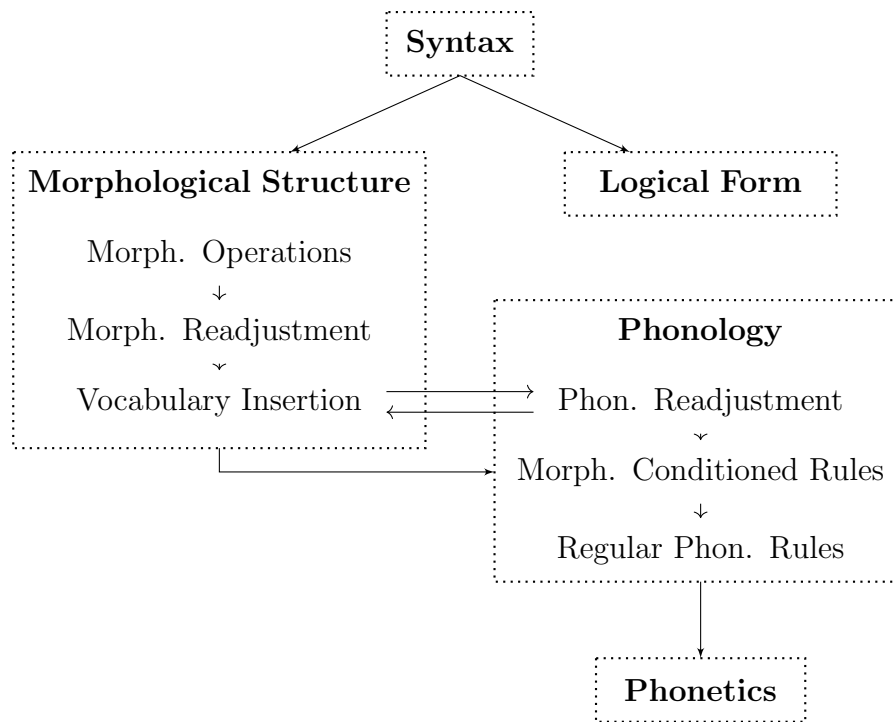 Syntax
Morphological Structure
Logical Form
Morph. Operations
Morph. Readjustment
Phonology
Vocabulary Insertion
Phon. Readjustment
Morph. Conditioned Rules
Regular Phon. Rules
Phonetics